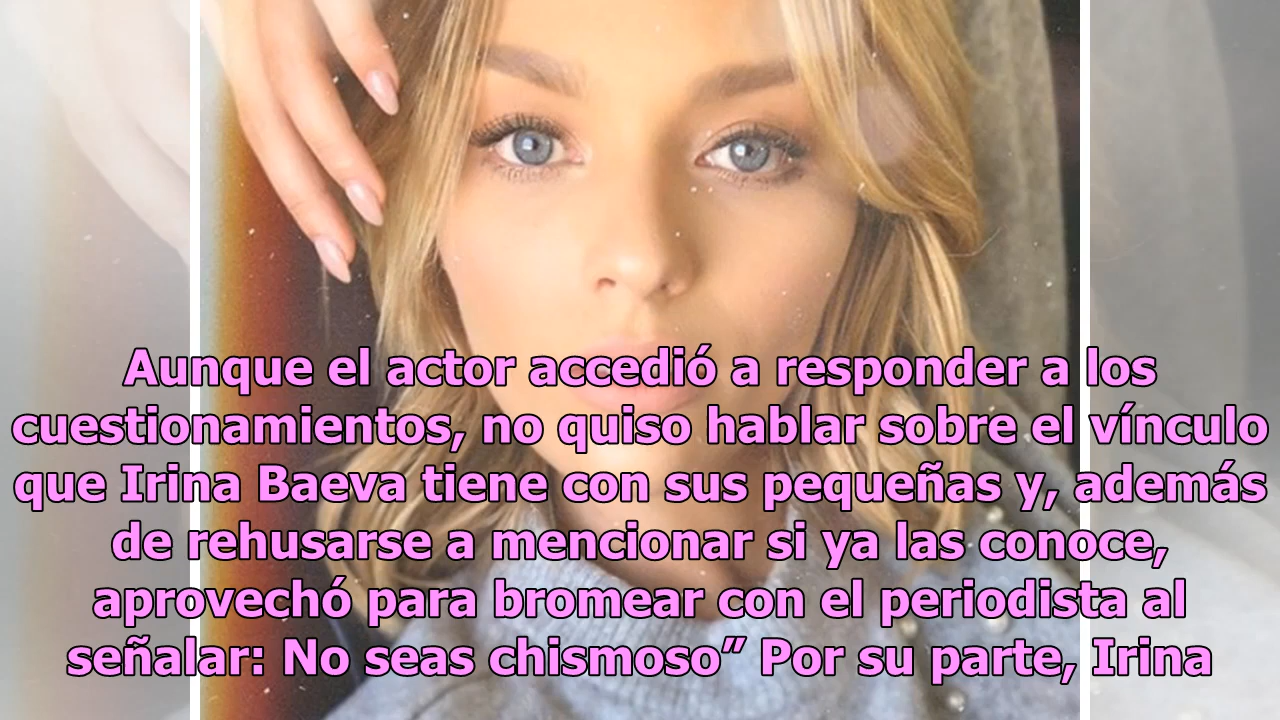 Aunque el actor accedió a responder a los
cuestionamientos, no quiso hablar sobre el vínculo
que Irina Baeva tiene con sus pequeñas y, además
de rehusarse a mencionar si ya las conoce,
aprovechó para bromear con el periodista al
señalar: No seas chismoso” Por su parte, Irina